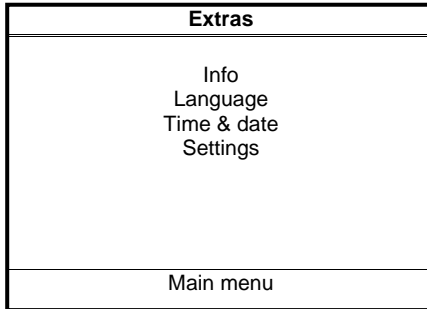 Extras
Info
Language
Time & date
Settings
Main menu